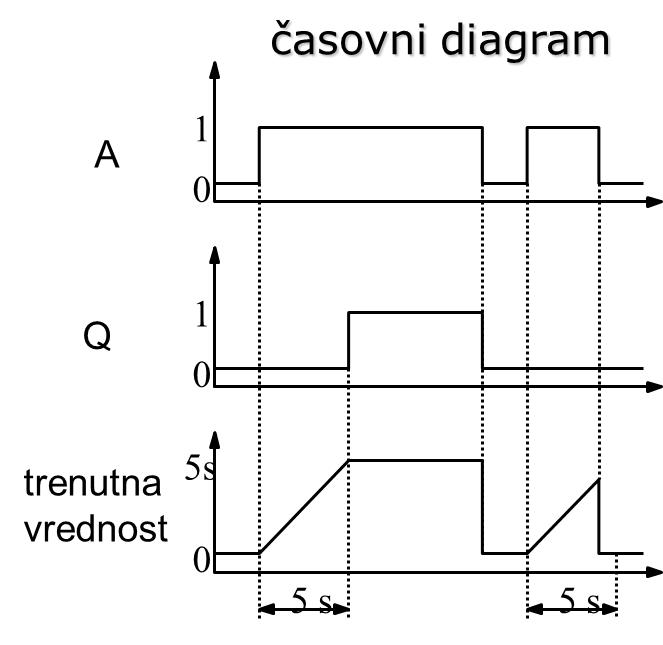 časovni diagram
1
A
0
1
Q
0
5s
trenutna
vrednost
0
5 s
5 s